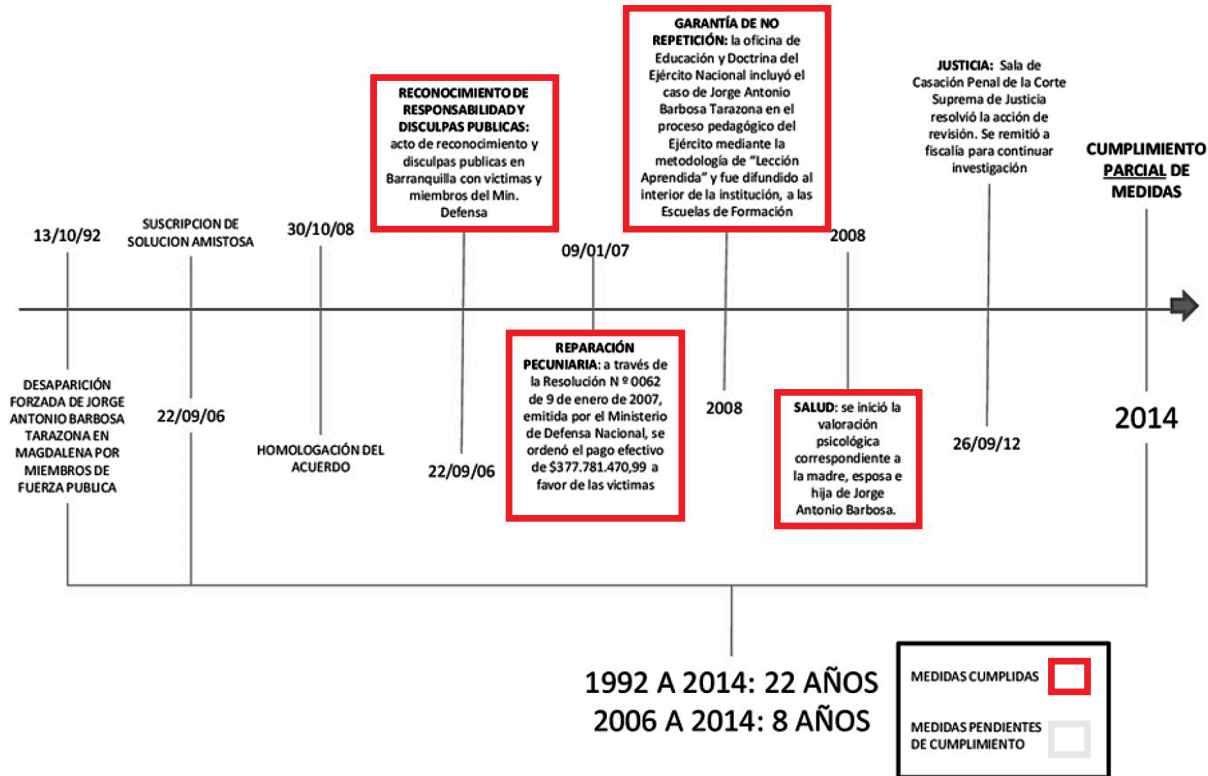 13/10/92
DESAPARICIÓN
FORZADA DE JORGE
ANTONIO BARBOSA
TARAZONA EN
MAGDALENA POR
MIEMBROS DE
FUERZA PUBLICA
SUSCRIPCION DE
SOLUCION AMISTOSA
22/09/06
30/10/08
HOMOLOGACIÓN DEL
ACUERDO
RECONOCIMIENTO DE
RESPONSABILIDAD Y
DISCULPAS PUBLICAS:
acto de reconocimiento y
disculpas publicas en
Barranquilla con víctimas y
miembros del Min.
Defensa
22/09/06
09/01/07
REPARACIÓN
PECUNIARIA: a través de
la Resolución N º 0062
de 9 de enero de 2007,
emitida por el Ministerio
de Defensa Nacional, se
ordenó el pago efectivo
de $377.781.470,99 a
favor de las victimas
GARANTÍA DE NO
REPETICIÓN: la oficina de
Educación y Doctrina del
Ejército Nacional incluyó el
caso de Jorge Antonio
Barbosa Tarazona en el
proceso pedagógico del
Ejército mediante la
metodología de “Lección
Aprendida” y fue difundido al
interior de la institución, a las
Escuelas de Formación
2008
2008
SALUD: se inició la
valoración
psicológica
correspondiente a
la madre, esposa e
hija de Jorge
Antonio Barbosa.
JUSTICIA: Sala de
Casación Penal de la Corte
Suprema de Justicia
resolvió la acción de
revisión. Se remitió a
fiscalía para continuar
investigación
26/09/12
CUMPLIMIENTO
PARCIAL DE
MEDIDAS
2014
1992 A 2014: 22 AÑOS
2006 A 2014: 8 AÑOS
MEDIDAS CUMPLIDAS
MEDIDAS PENDIENTES
DE CUMPLIMIENTO